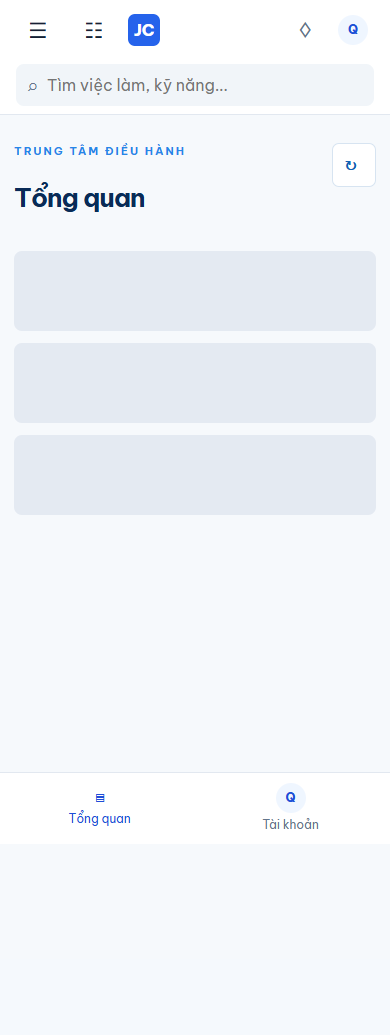 JC
Q
Tìm việc làm, kỹ năng...
TRUNG TÂM ĐIỀU HÀNH
Tổng quan
Tổng quan
Q
Tài khoản